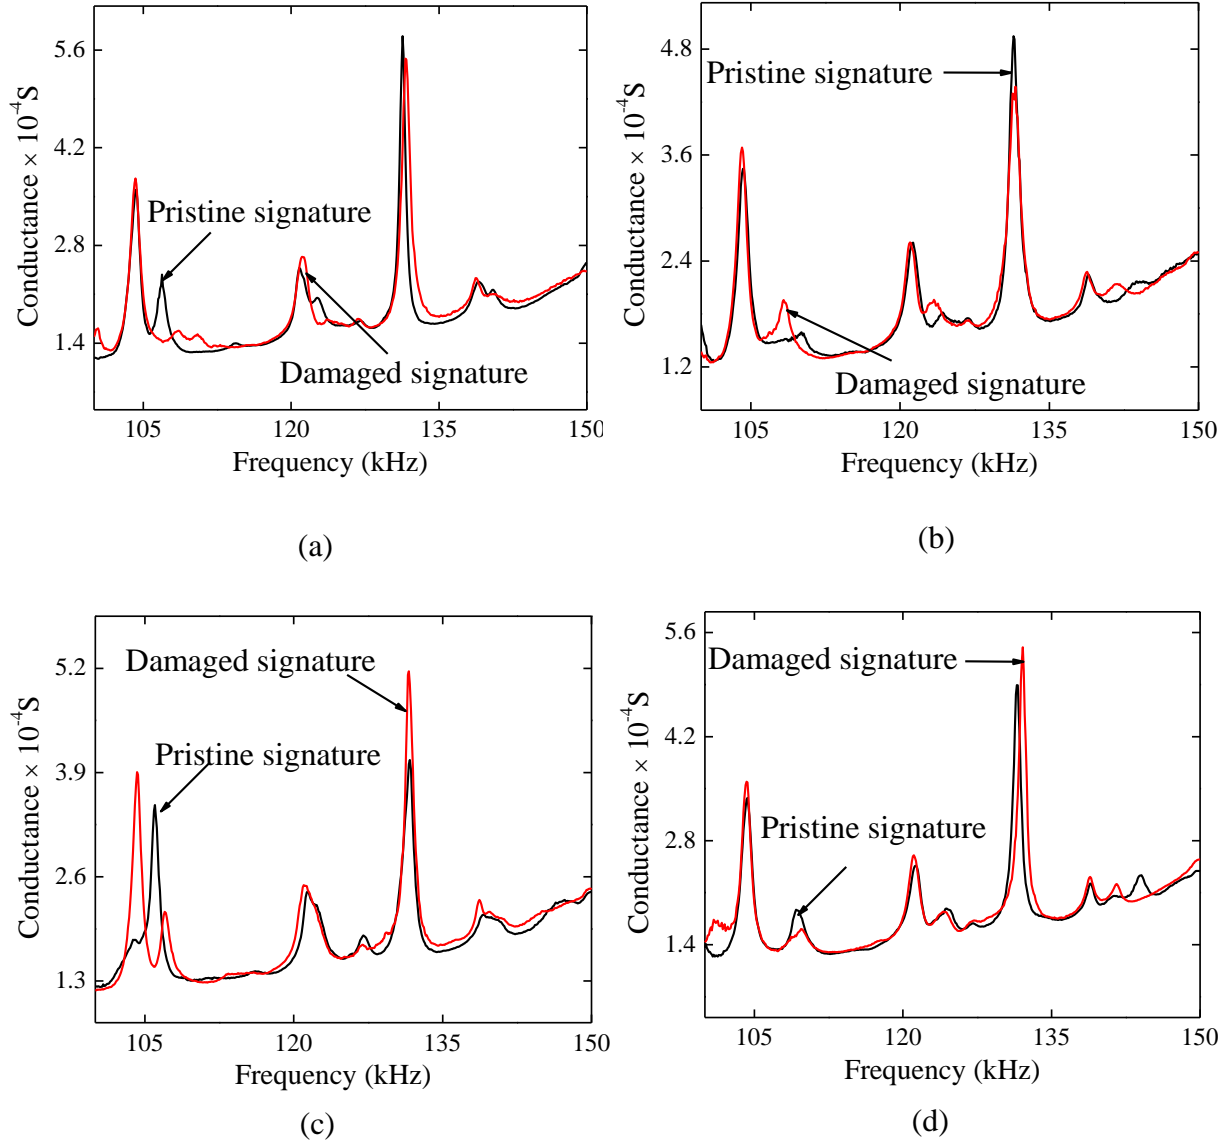 Conductance × 10⁻⁴S
5.6
4.2
2.8
1.4
Pristine signature
Damaged signature
105
120
135
150
Frequency (kHz)
(a)
Conductance × 10⁻⁴S
4.8
3.6
2.4
1.2
Pristine signature
Damaged signature
105
120
135
150
Frequency (kHz)
(b)
Conductance × 10⁻⁴S
5.2
3.9
2.6
1.3
Damaged signature
Pristine signature
105
120
135
150
Frequency (kHz)
(c)
Conductance × 10⁻⁴S
5.6
4.2
2.8
1.4
Damaged signature
Pristine signature
105
120
135
150
Frequency (kHz)
(d)